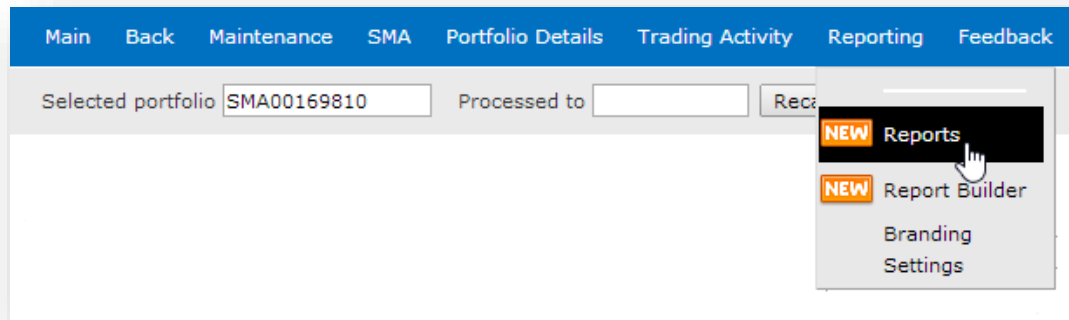 Main Back Maintenance SMA Portfolio Details Trading Activity Reporting Feedback
Selected portfolio SMA00169810 Processed to
NEW Reports
NEW Report Builder
Branding
Settings